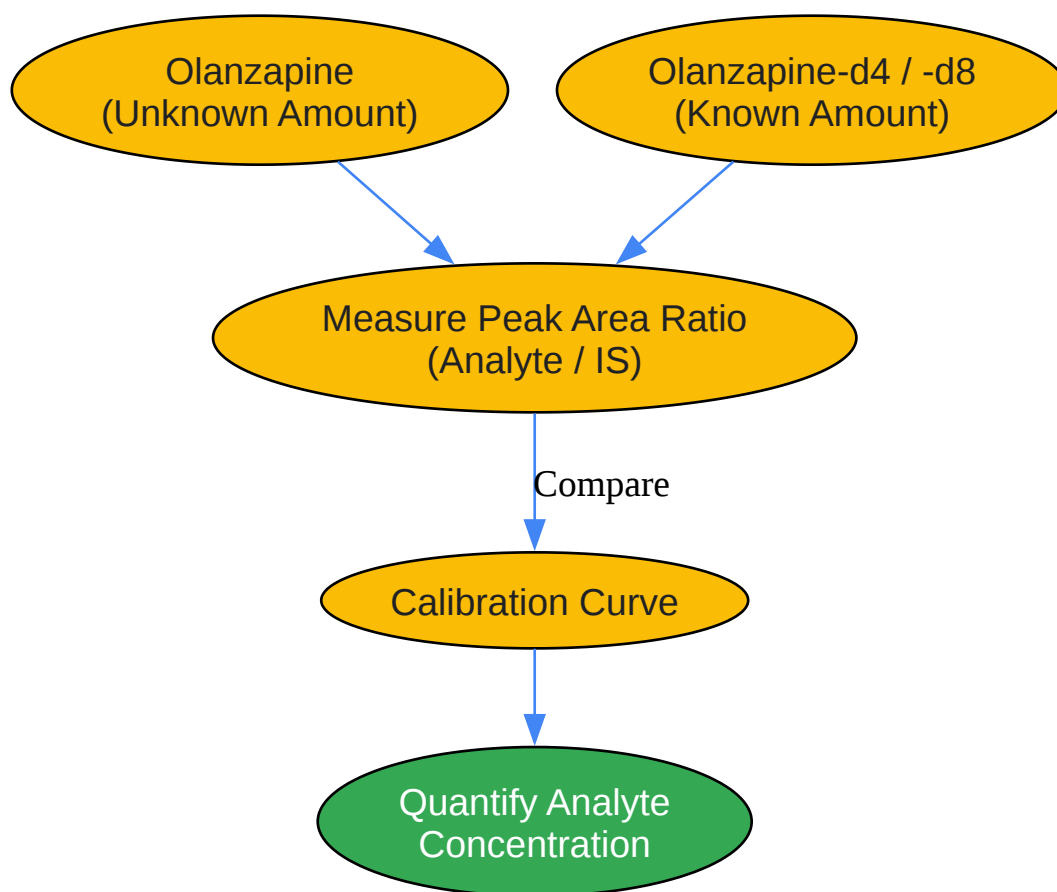 Olanzapine
(Unknown Amount)
Olanzapine-d4 / -d8
(Known Amount)
Measure Peak Area Ratio
(Analyte / IS)
Compare
Calibration Curve
Quantify Analyte
Concentration